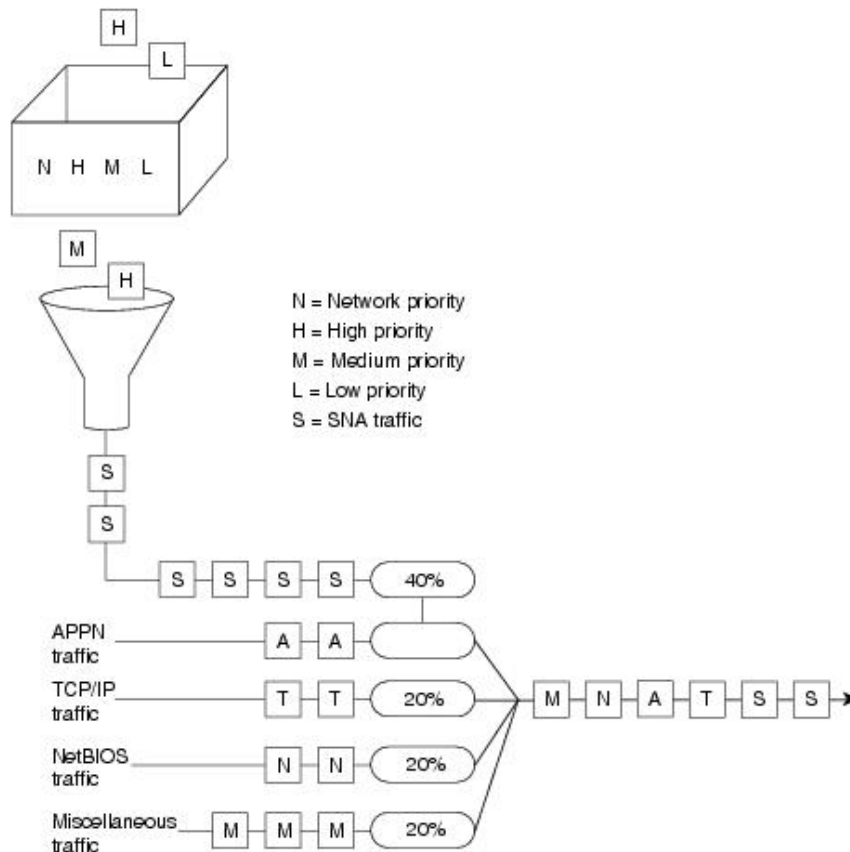 H
L
N H M L
M
H
N = Network priority
H = High priority
M = Medium priority
L = Low priority
S = SNA traffic
S
S
S S S S 40%
APPN
traffic
A A
TCP/IP
traffic
T T 20%
M N A T S S
NetBIOS
traffic
N N 20%
Miscellaneous
traffic
M M M 20%